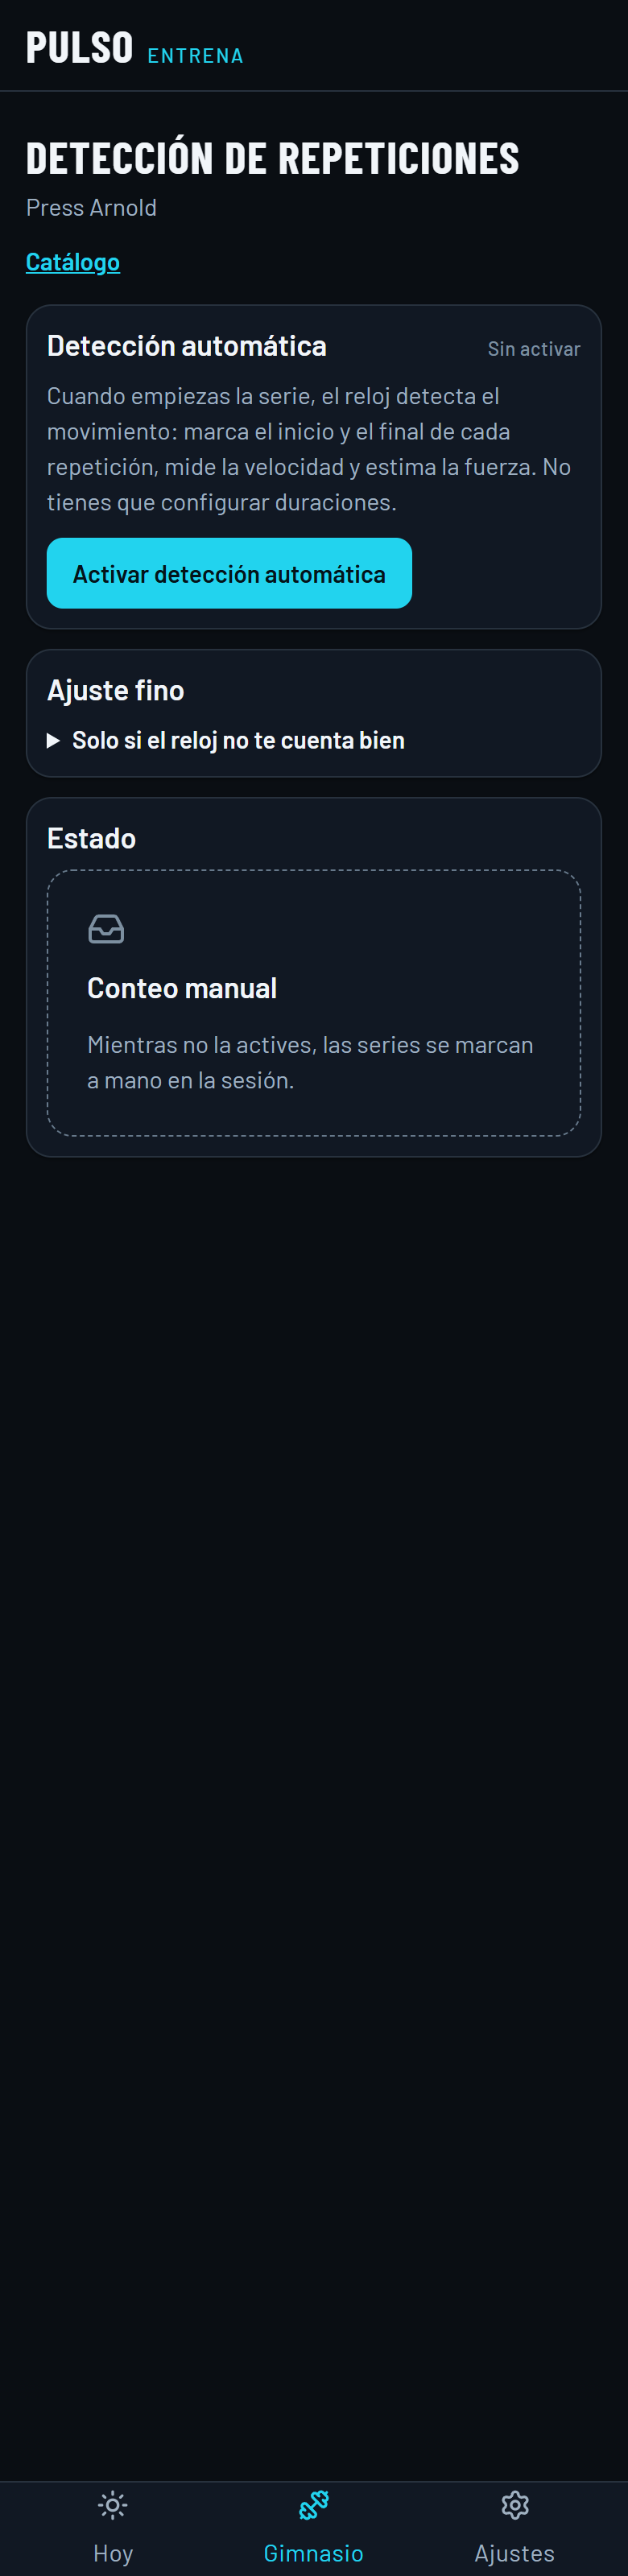 PULSO ENTRENA
DETECCIÓN DE REPETICIONES
Press Arnold
Catálogo
Detección automática
Sin activar
Cuando empiezas la serie, el reloj detecta el
movimiento: marca el inicio y el final de cada
repetición, mide la velocidad y estima la fuerza. No
tienes que configurar duraciones.
Activar detección automática
Ajuste fino
Solo si el reloj no te cuenta bien
Estado
Conteo manual
Mientras no la actives, las series se marcan
a mano en la sesión.
Hoy
Gimnasio
Ajustes